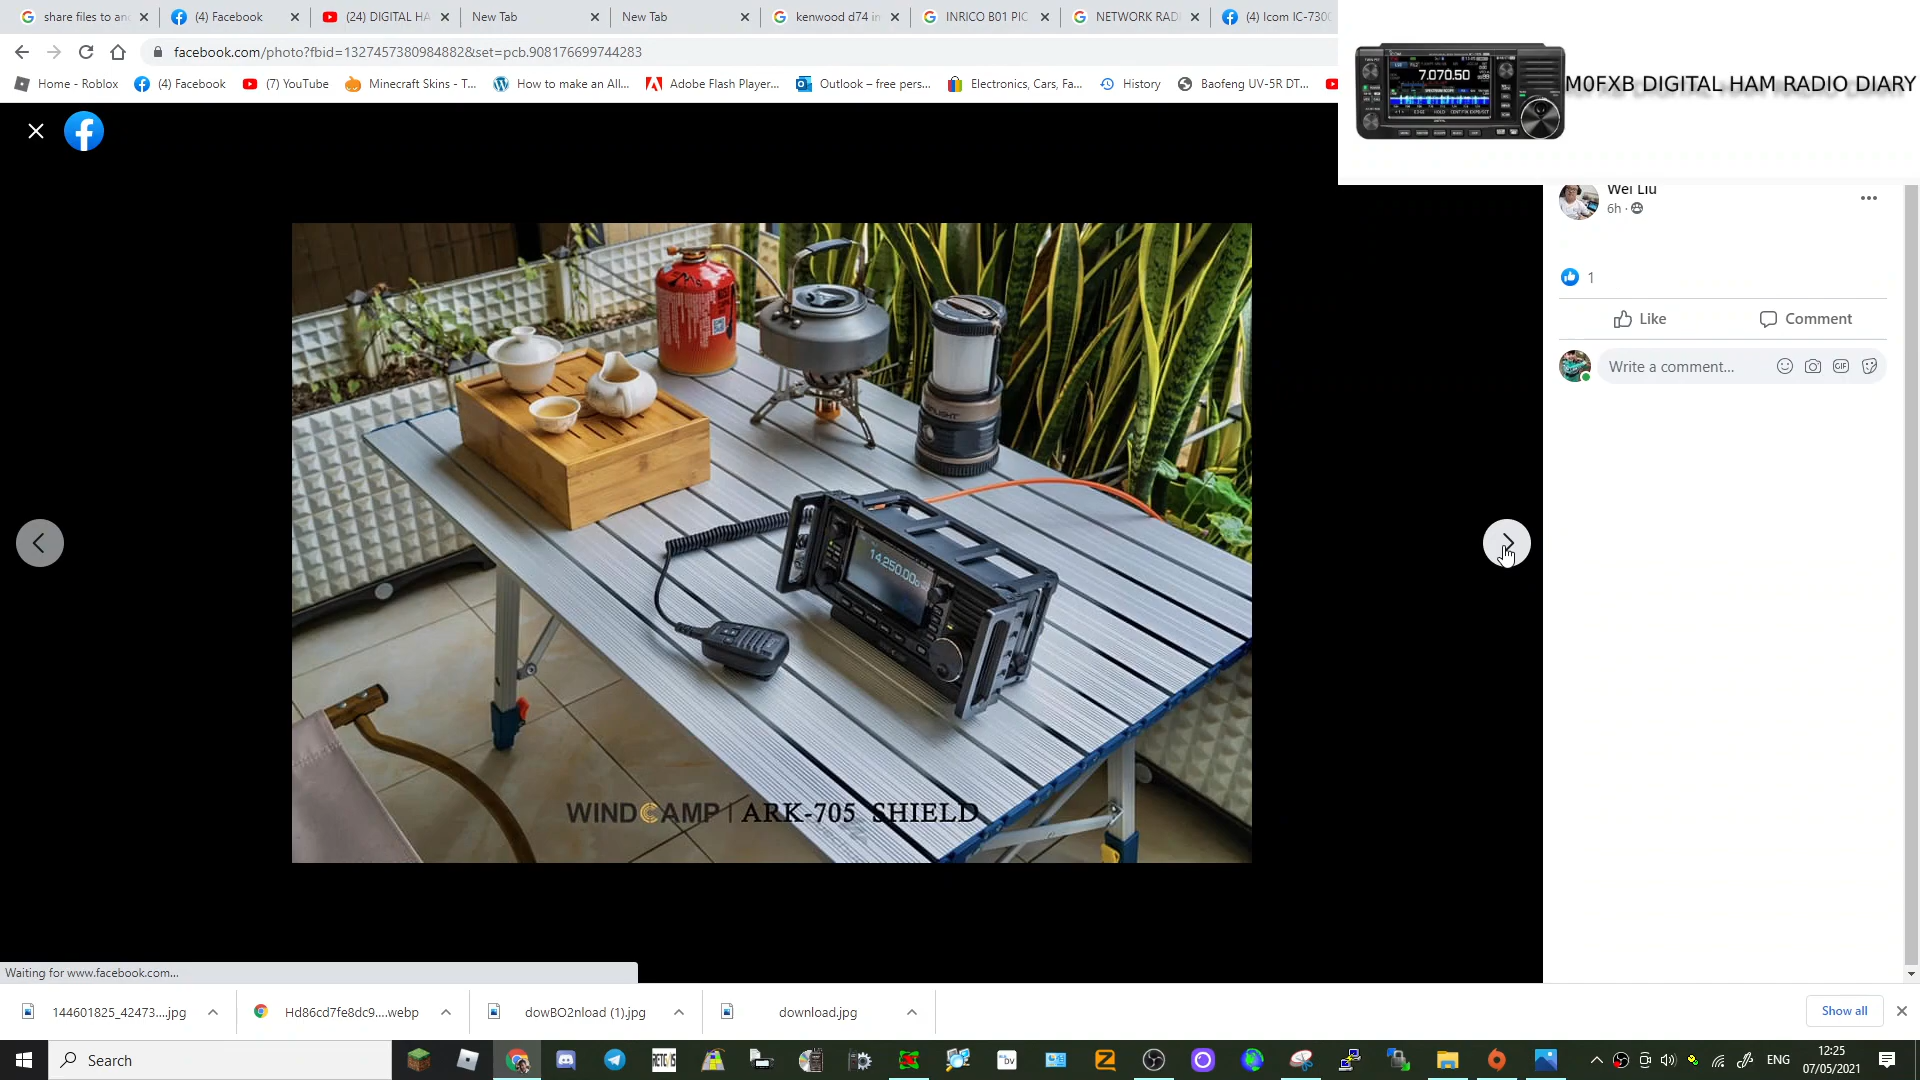 share files to an
(4) Facebook
(24) DIGITAL HA
New Tab
New Tab
kenwood d74 in
INRICO B01 PIC
NETWORK RADI
(4) Icom IC-7300
facebook.com/photo?fbid=1327457380984882&set=pcb.908176699744283
Home - Roblox
(4) Facebook
(7) YouTube
Minecraft Skins - T...
How to make an All...
Adobe Flash Player...
Outlook – free pers...
Electronics, Cars, Fa...
History
Baofeng UV-5R DT...
7.070.50
M0FXB DIGITAL HAM RADIO DIARY
Wei Liu
6h ·
1
Like
Comment
Write a comment...
GIF
14.250.00
WINDCAMP | ARK-705 SHIELD
Waiting for www.facebook.com...
144601825_42473....jpg
Hd86cd7fe8dc9....webp
dowBO2nload (1).jpg
download.jpg
Show all
Search
ENG
12:25
07/05/2021